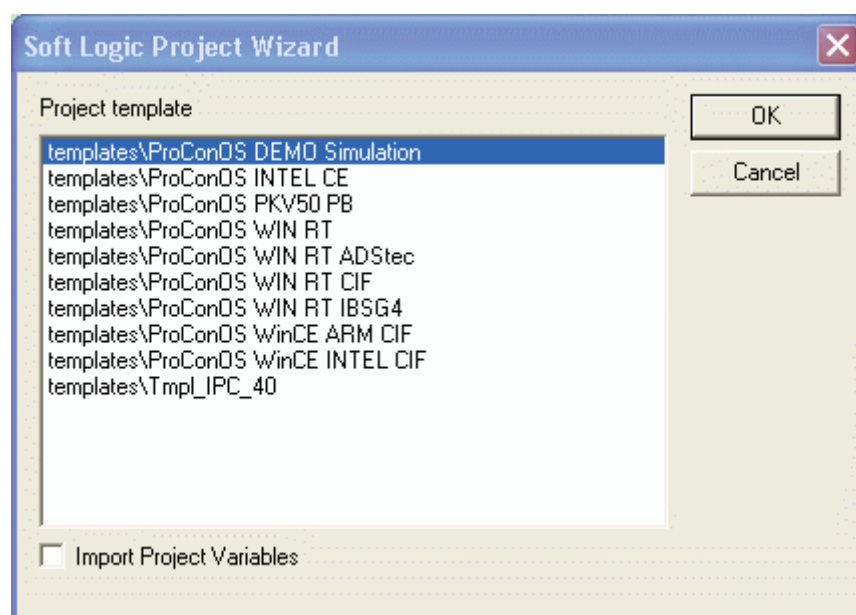 Soft Logic Project Wizard
Project template
OK
templates\ProConOS DEMO Simulation
Cancel
templates\ProConOS INTEL CE
templates\ProConOS PKV50 PB
templates\ProConOS WIN RT
templates\ProConOS WIN RT ADStec
templates\ProConOS WIN RT CIF
templates\ProConOS WIN RT IBSG4
templates\ProConOS WinCE ARM CIF
templates\ProConOS WinCE INTEL CIF
templates\Tmpl_IPC_40
Import Project Variables